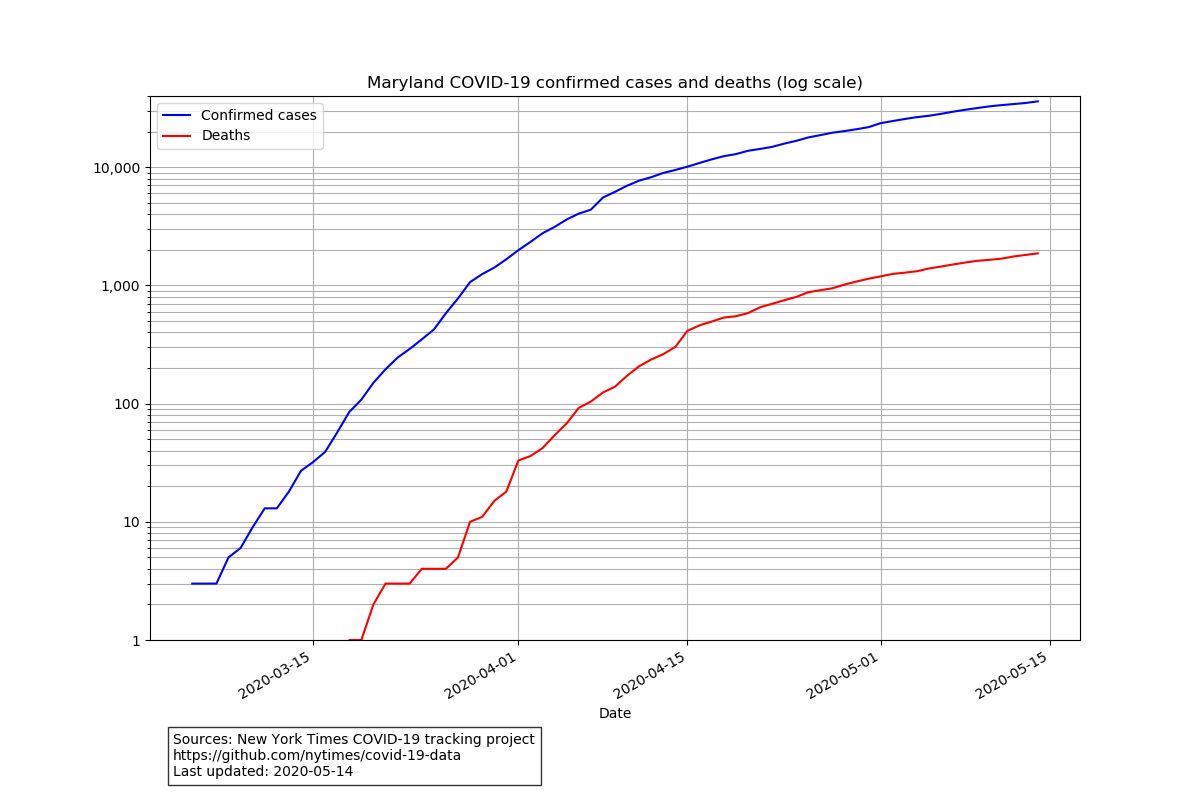 Maryland COVID-19 confirmed cases and deaths (log scale)
Confirmed cases
Deaths
10,000
1,000
100
10
1
2020-03-15
2020-04-01
2020-04-15
2020-05-01
2020-05-15
Date
Sources: New York Times COVID-19 tracking project
https://github.com/nytimes/covid-19-data
Last updated: 2020-05-14